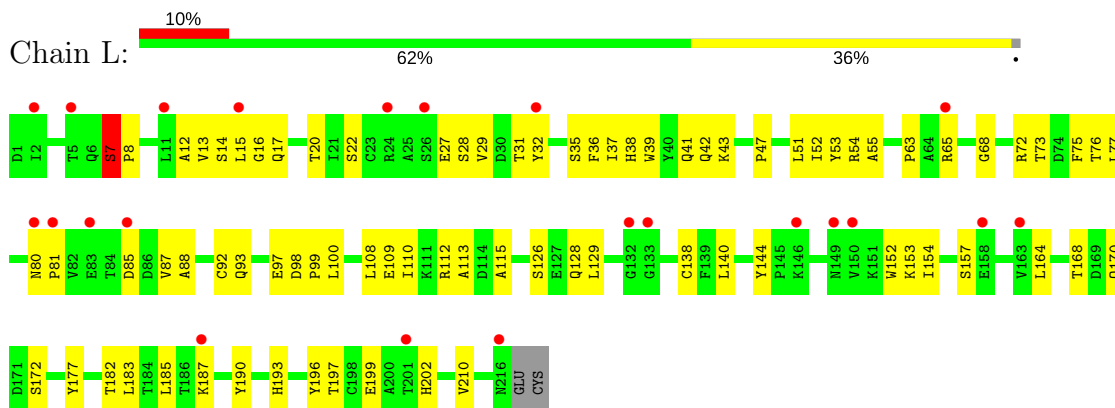 10%
Chain L:
62% 36% •
D1 I2 T5 Q6 S7 P8 L11 A12 V13 S14 L15 G16 Q17 T20 I21 S22 C23 R24 A25 S26 E27 S28 V29 D30 T31 Y32 S35 F36 I37 H38 W39 Y40 Q41 Q42 K43 P47 L51 I52 Y53 R54 A55 P63 A64 R65 G68 R72 T73 D74 F75 T76 L77
N80 P81 V82 E83 T84 D85 D86 V87 A88 C92 Q93 E97 D98 P99 L100 L108 E109 I110 K111 R112 A113 D114 A115 S126 E127 Q128 L129 G132 G133 C138 F139 L140 Y144 P145 K146 N149 V150 K151 W152 K153 I154 S157 E158 V163 L164 T168 D169
D171 S172 Y177 T182 L183 T184 L185 T186 K187 Y190 H193 Y196 T197 C198 E199 A200 T201 H202 V210 N216 GLU CYS